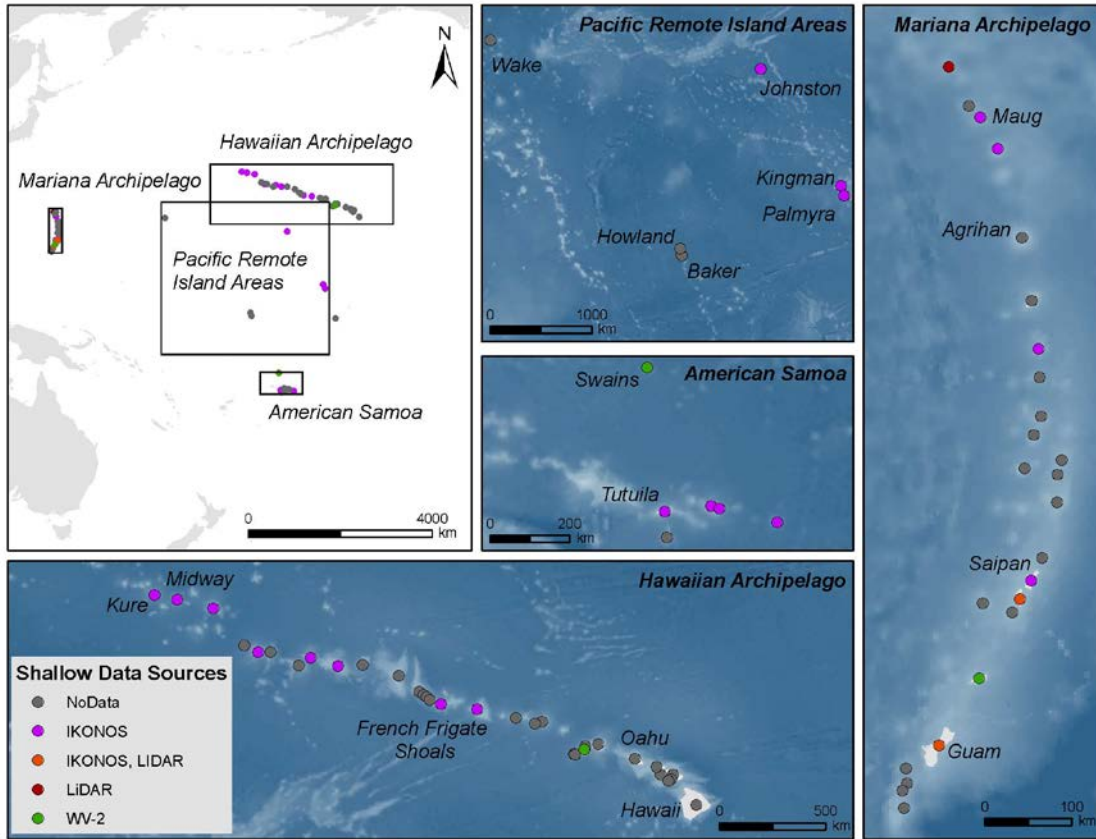 N
Hawaiian Archipelago
Mariana Archipelago
Pacific Remote
Island Areas
American Samoa
0
4000
km
Pacific Remote Island Areas
Wake
Johnston
Kingman
Palmyra
Howland
Baker
0
1000
km
Swains
American Samoa
Tutuila
0
200
km
Mariana Archipelago
Maug
Agrihan
Saipan
Guam
0
100
km
Hawaiian Archipelago
Midway
Kure
French Frigate
Shoals
Oahu
Hawaii
0
500
km
Shallow Data Sources
NoData
IKONOS
IKONOS, LIDAR
LiDAR
WV-2